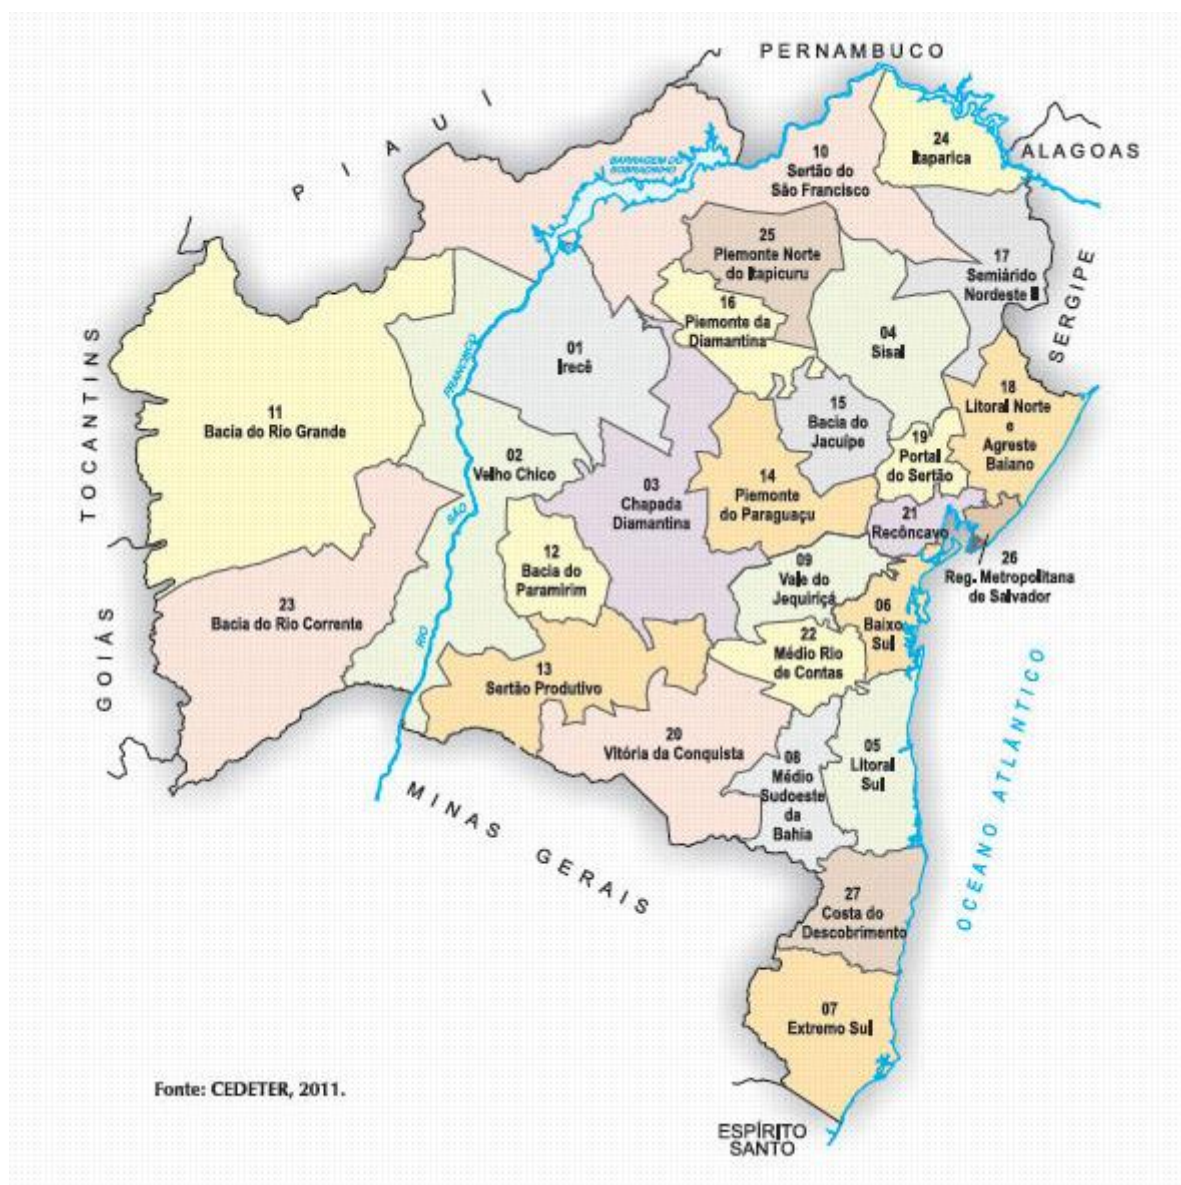 PERNAMBUCO
PIAUI
ALAGOAS
SERGIPE
TOCANTINS
GOIÁS
MINAS GERAIS
ESPÍRITO
SANTO
OCEANO ATLÂNTICO
BARRAGEM DO
SOBRADINHO
RIO
SÃO
FRANCISCO
10
Sertão do
São Francisco
24
Itaparica
25
Piemonte Norte
do Itapicuru
17
Semiárido
Nordeste II
16
Piemonte da
Diamantina
01
Irecê
04
Sisal
11
Bacia do Rio Grande
15
Bacia do
Jacuípe
18
Litoral Norte
e
Agreste
Baiano
19
Portal
do Sertão
02
Velho Chico
03
Chapada
Diamantina
14
Piemonte
do Paraguaçu
21
Recôncavo
26
Reg. Metropolitana
de Salvador
12
Bacia do
Paramirim
09
Vale do
Jequiriçá
06
Baixo
Sul
23
Bacia do Rio Corrente
22
Médio Rio
de Contas
13
Sertão Produtivo
20
Vitória da Conquista
08
Médio
Sudoeste
da
Bahia
05
Litoral
Sul
27
Costa do
Descobrimento
07
Extremo Sul
Fonte: CEDETER, 2011.